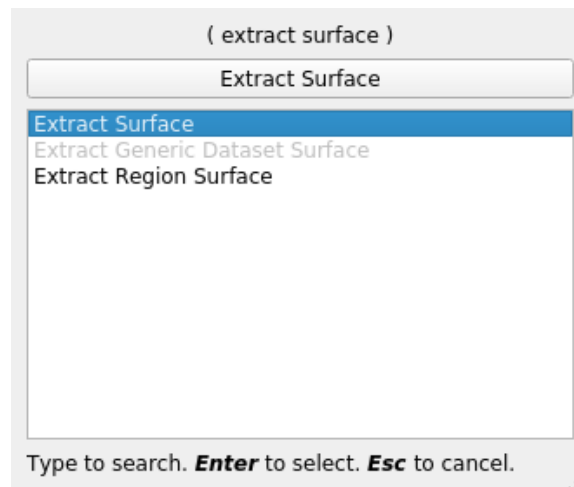 ( extract surface )
Extract Surface
Extract Surface
Extract Generic Dataset Surface
Extract Region Surface
Type to search. Enter to select. Esc to cancel.